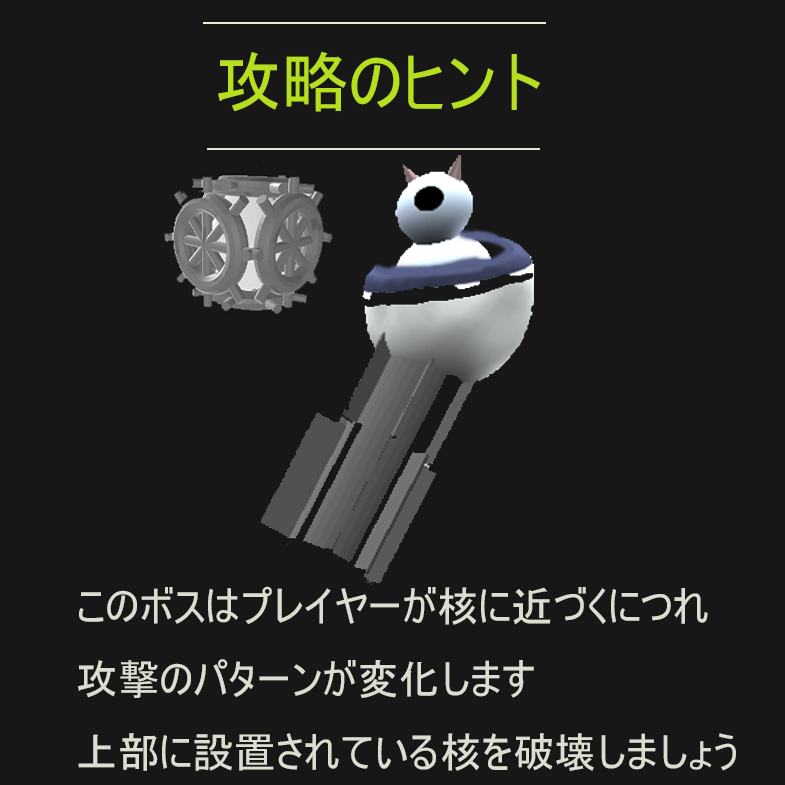 攻略のヒント
このボスはプレイヤーが核に近づくにつれ
攻撃のパターンが変化します
上部に設置されている核を破壊しましょう